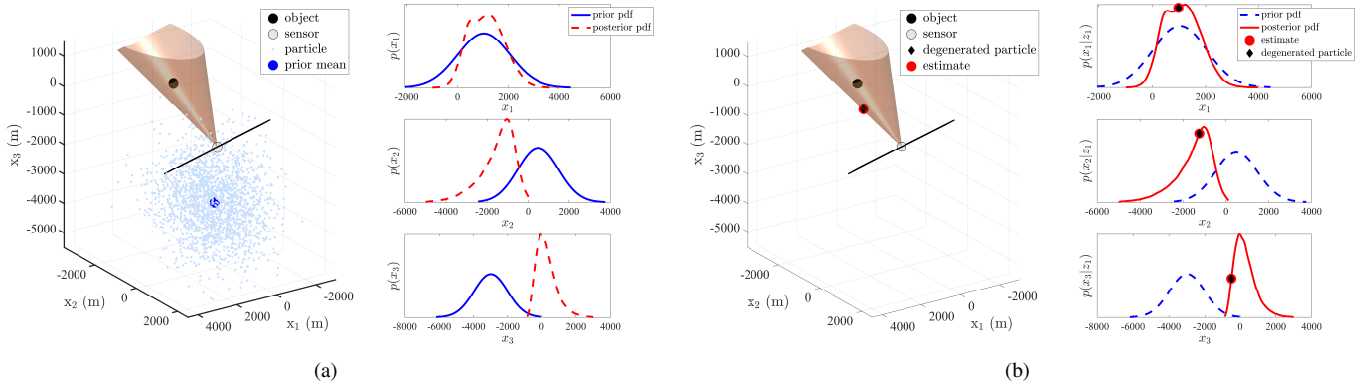 object
sensor
particle
prior mean
1000
0
-1000
-2000
-3000
-4000
-5000
x3 (m)
-2000
0
2000
x2 (m)
4000
2000
0
-2000
x1 (m)
prior pdf
posterior pdf
p(x1)
-2000 0 2000 4000 6000
x1
p(x2)
-6000 -4000 -2000 0 2000 4000
x2
p(x3)
-8000 -6000 -4000 -2000 0 2000 4000
x3
(a)
object
sensor
degenerated particle
estimate
1000
0
-1000
-2000
-3000
-4000
-5000
x3 (m)
-2000
0
2000
x2 (m)
4000
2000
0
-2000
x1 (m)
prior pdf
posterior pdf
estimate
degenerated particle
p(x1|z1)
-2000 0 2000 4000 6000
x1
p(x2|z1)
-6000 -4000 -2000 0 2000 4000
x2
p(x3|z1)
-8000 -6000 -4000 -2000 0 2000 4000
x3
(b)